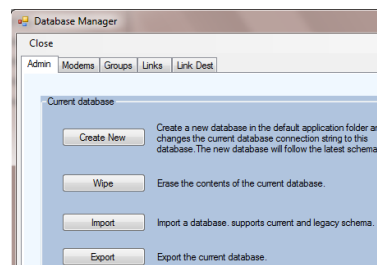 Database Manager
Close
Admin Modems Groups Links Link Dest
Current database
Create New
Create a new database in the default application folder
changes the current database connection string to this
database. The new database will follow the latest schema
Wipe
Erase the contents of the current database.
Import
Import a database. supports current and legacy schema.
Export
Export the current database.